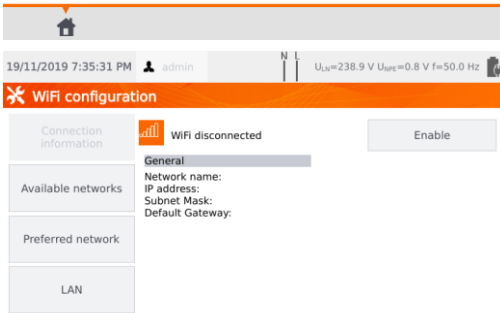 N L
19/11/2019 7:35:31 PM admin ULN=238.9 V UNPE=0.8 V f=50.0 Hz
WiFi configuration
Connection
information
WiFi disconnected
Enable
General
Network name:
IP address:
Subnet Mask:
Default Gateway:
Available networks
Preferred network
LAN